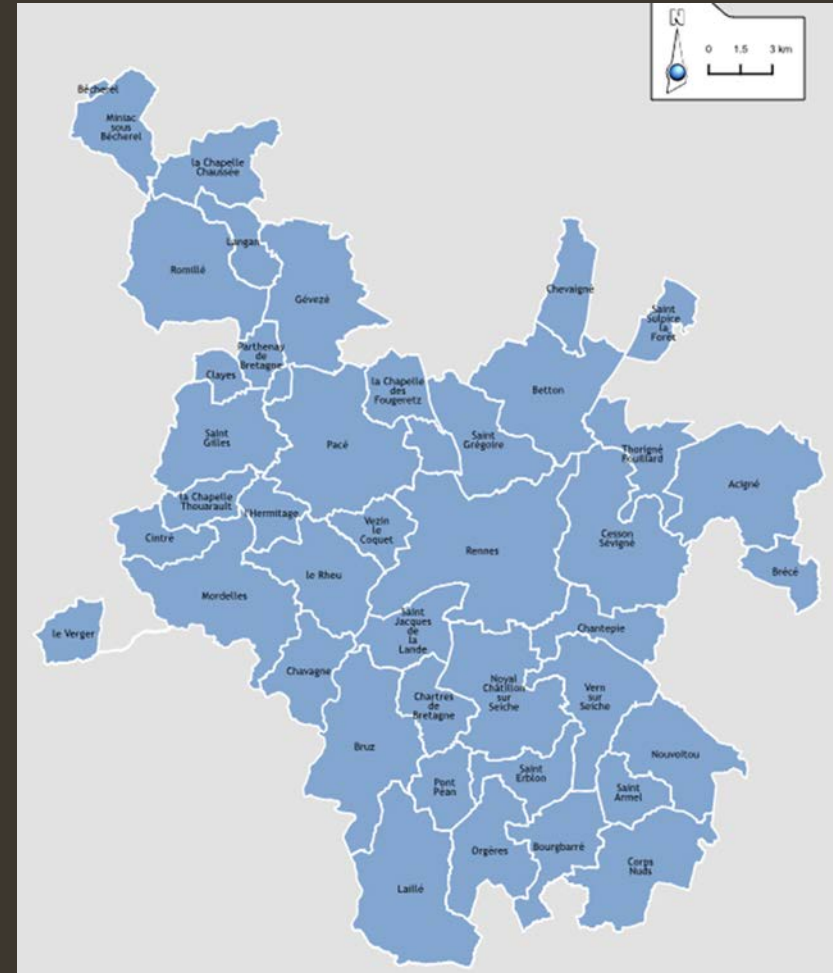 N
0 1.5 3 km
Bécherel
Miniac
sous
Bécherel
la Chapelle
Chaussée
Langan
Romillé
Gévezé
Chevaigné
Saint
Sulpice
la
Forêt
Parthenay
de
Bretagne
Clayes
la Chapelle
des
Fougeretz
Betton
Saint
Gilles
Pacé
Saint
Grégoire
Thorigné
Fouillard
Acigné
la Chapelle
Thouarault
l'Hermitage
Vezin
le
Coquet
Cintré
Rennes
Cesson
Sévigné
Brécé
le Rheu
Mordelles
le Verger
Saint
Jacques
de
la
Lande
Chantepie
Chavagne
Noyal
Châtillon
sur
Seiche
Vern
sur
Seiche
Chartres
de
Bretagne
Bruz
Nouvoitou
Pont
Péan
Saint
Erblon
Saint
Armel
Orgères
Bourgbarré
Corps
Nuds
Laillé